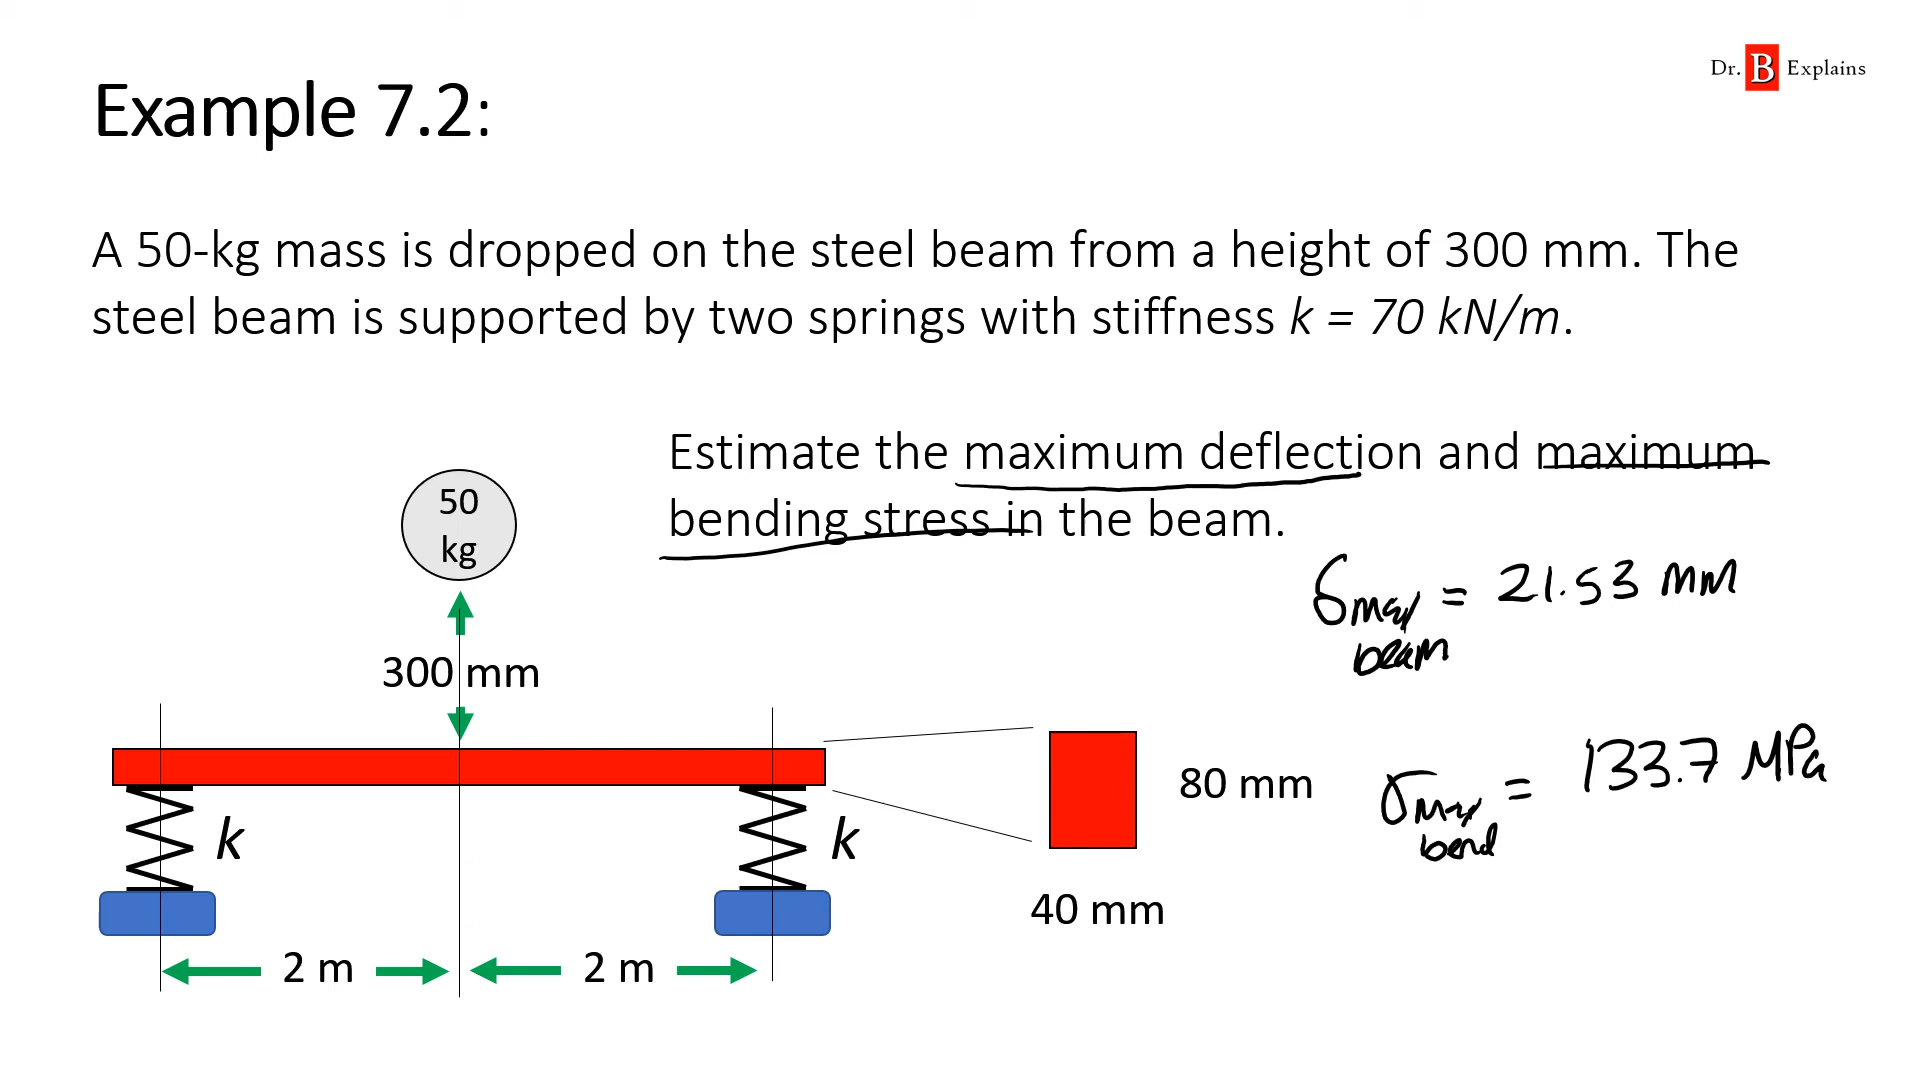 Dr. B Explains
Example 7.2:
A 50-kg mass is dropped on the steel beam from a height of 300 mm. The
steel beam is supported by two springs with stiffness k = 70 kN/m.
Estimate the maximum deflection and maximum
bending stress in the beam.
50
kg
δmax = 21.53 mm
beam
300 mm
σmax = 133.7 MPa
bend
80 mm
k
k
40 mm
2 m
2 m